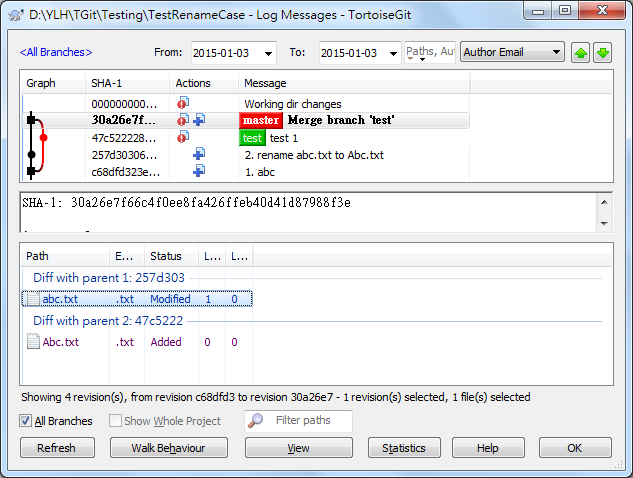 D:\YLH\TGit\Testing\TestRenameCase - Log Messages - TortoiseGit
<All Branches> From: 2015-01-03 To: 2015-01-03 Paths, Au Author Email
Graph SHA-1 Actions Message
000000000... Working dir changes
30a26e7f... master Merge branch 'test'
47c522228... test test 1
257d30306... 2. rename abc.txt to Abc.txt
c68dfd323e... 1. abc
SHA-1: 30a26e7f66c4f0ee8fa426ffeb40d41d87988f3e
Path E... Status L... L...
Diff with parent 1: 257d303
abc.txt .txt Modified 1 0
Diff with parent 2: 47c5222
Abc.txt .txt Added 0 0
Showing 4 revision(s), from revision c68dfd3 to revision 30a26e7 - 1 revision(s) selected, 1 file(s) selected
All Branches Show Whole Project Filter paths
Refresh Walk Behaviour View Statistics Help OK